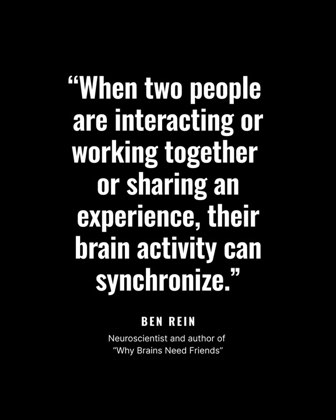 “When two people
are interacting or
working together
or sharing an
experience, their
brain activity can
synchronize.”
BEN REIN
Neuroscientist and author of
“Why Brains Need Friends”